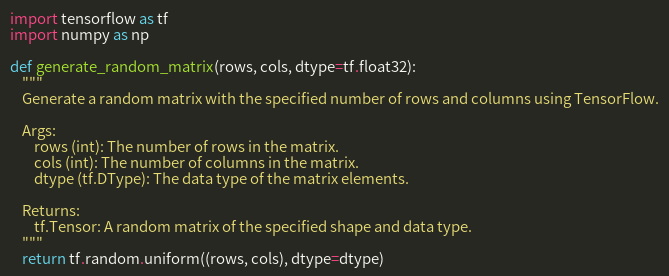 import tensorflow as tf
import numpy as np

def generate_random_matrix(rows, cols, dtype=tf.float32):
    """
    Generate a random matrix with the specified number of rows and columns using TensorFlow.

    Args:
        rows (int): The number of rows in the matrix.
        cols (int): The number of columns in the matrix.
        dtype (tf.DType): The data type of the matrix elements.

    Returns:
        tf.Tensor: A random matrix of the specified shape and data type.
    """
    return tf.random.uniform((rows, cols), dtype=dtype)